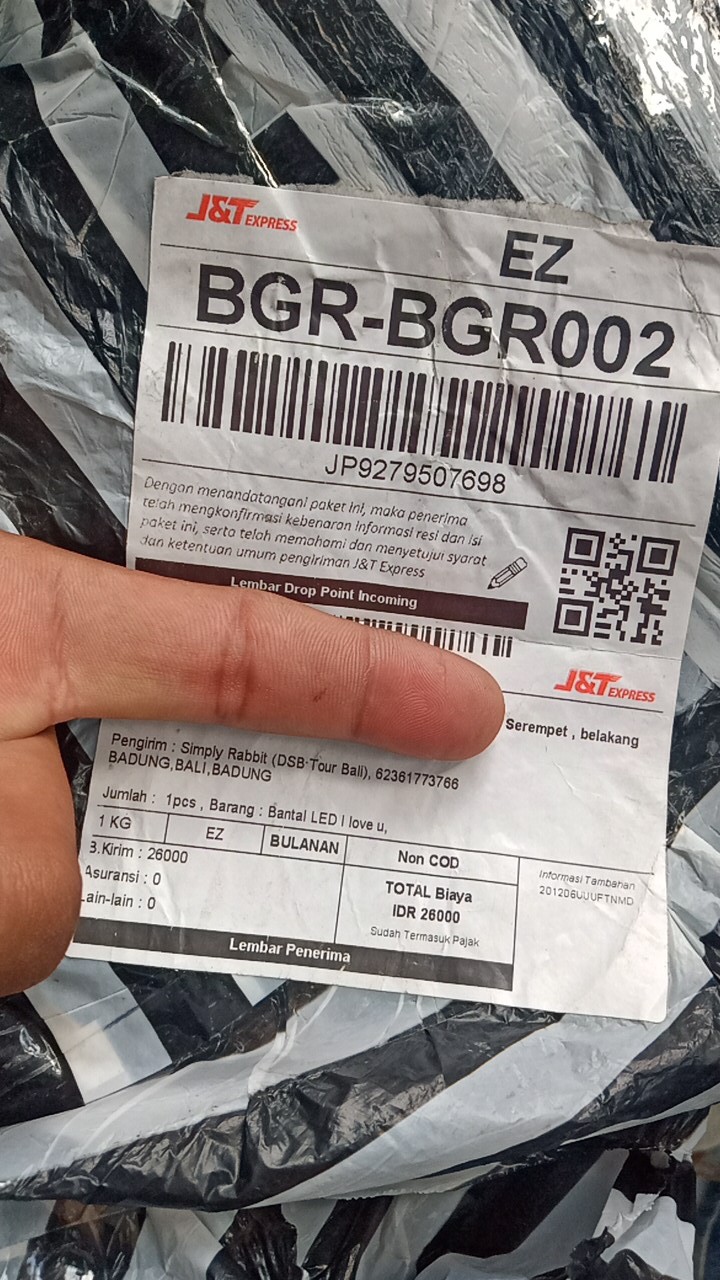 J&T EXPRESS
EZ
BGR-BGR002
JP9279507698
Dengan menandatangani paket ini, maka penerima
telah mengkonfirmasi kebenaran informasi resi dan isi
paket ini, serta telah memahami dan menyetujui syarat
dan ketentuan umum pengiriman J&T Express
Lembar Drop Point Incoming
J&T EXPRESS
Serempet , belakang
Pengirim : Simply Rabbit (DSB-Tour Bali), 62361773766
BADUNG,BALI,BADUNG
Jumlah : 1pcs , Barang : Bantal LED I love u,
1 KG EZ BULANAN Non COD
B.Kirim : 26000
Asuransi : 0
Lain-lain : 0
TOTAL Biaya
IDR 26000
Sudah Termasuk Pajak
Informasi Tambahan
201206UUUFTNMD
Lembar Penerima